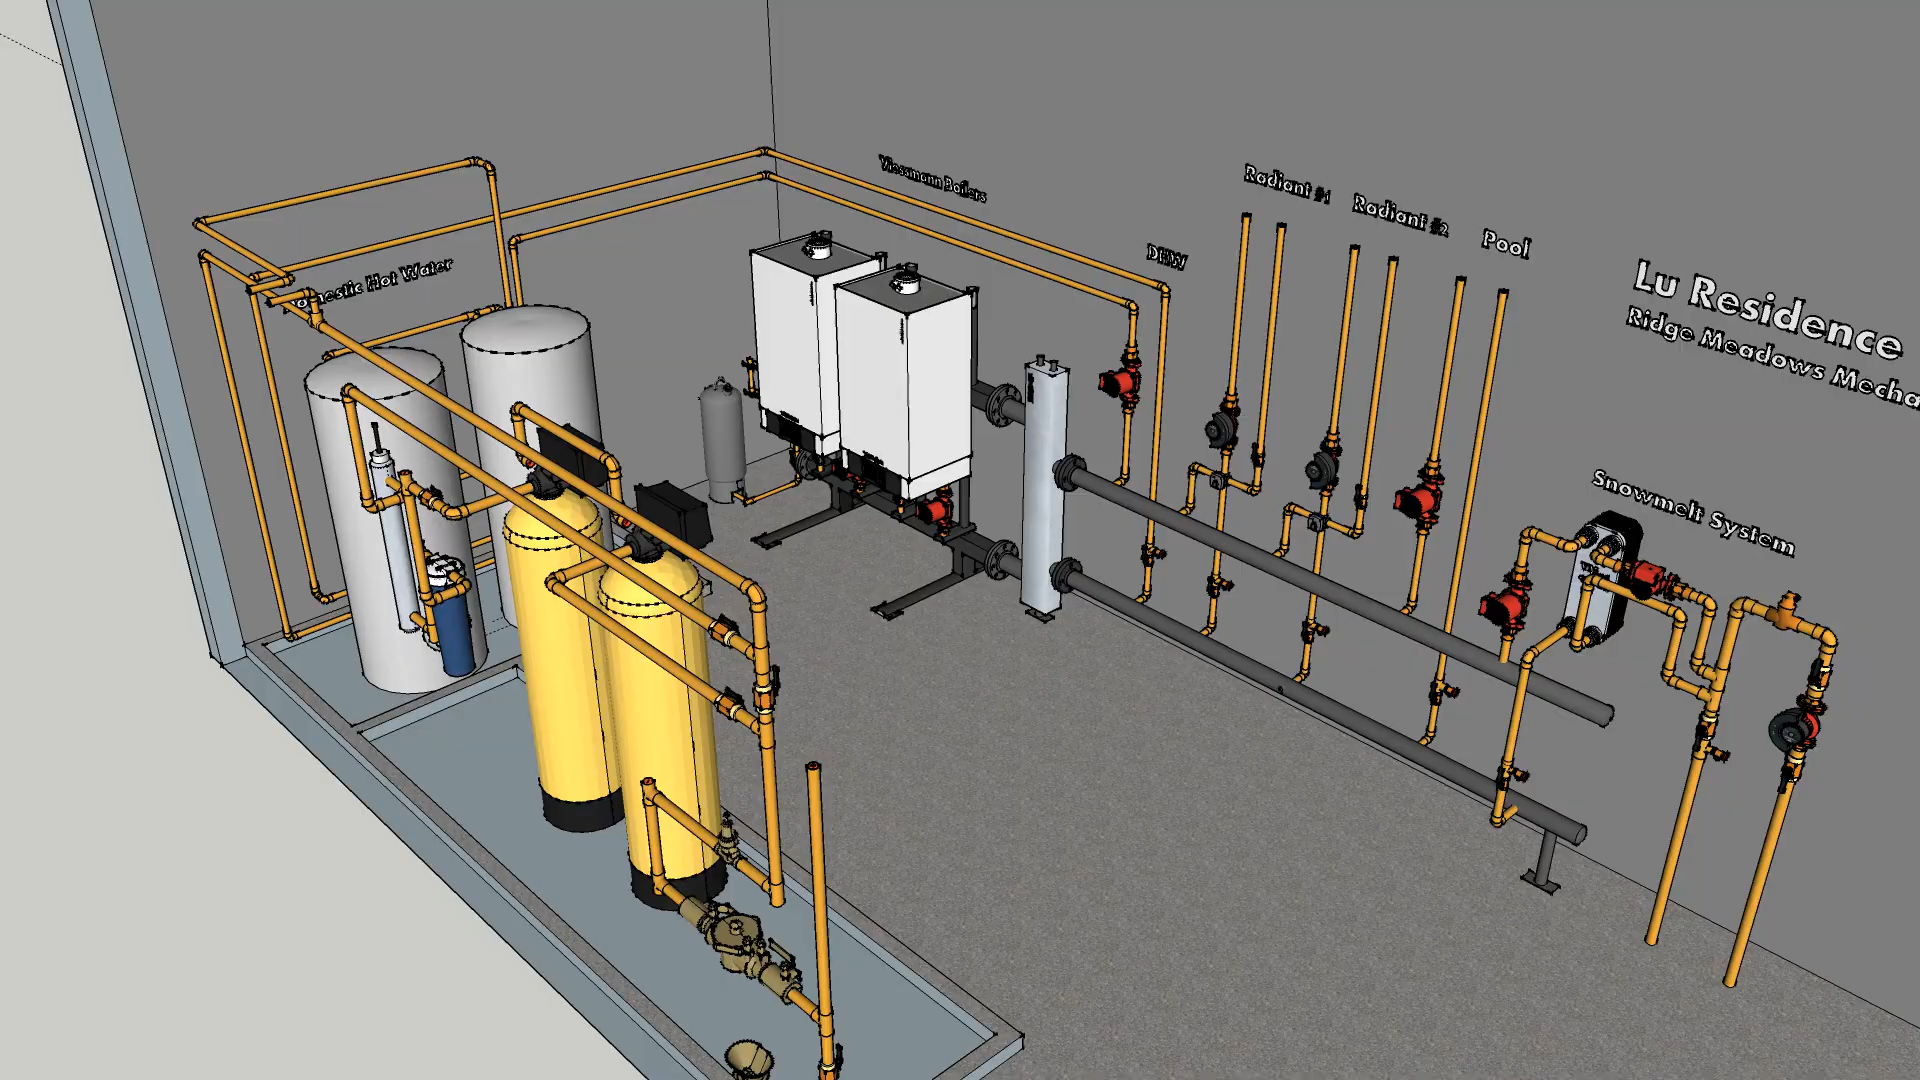 Viessmann Boilers
Radiant #1
Radiant #2
Pool
DHW
Domestic Hot Water
Lu Residence
Ridge Meadows Mecha
Snowmelt System